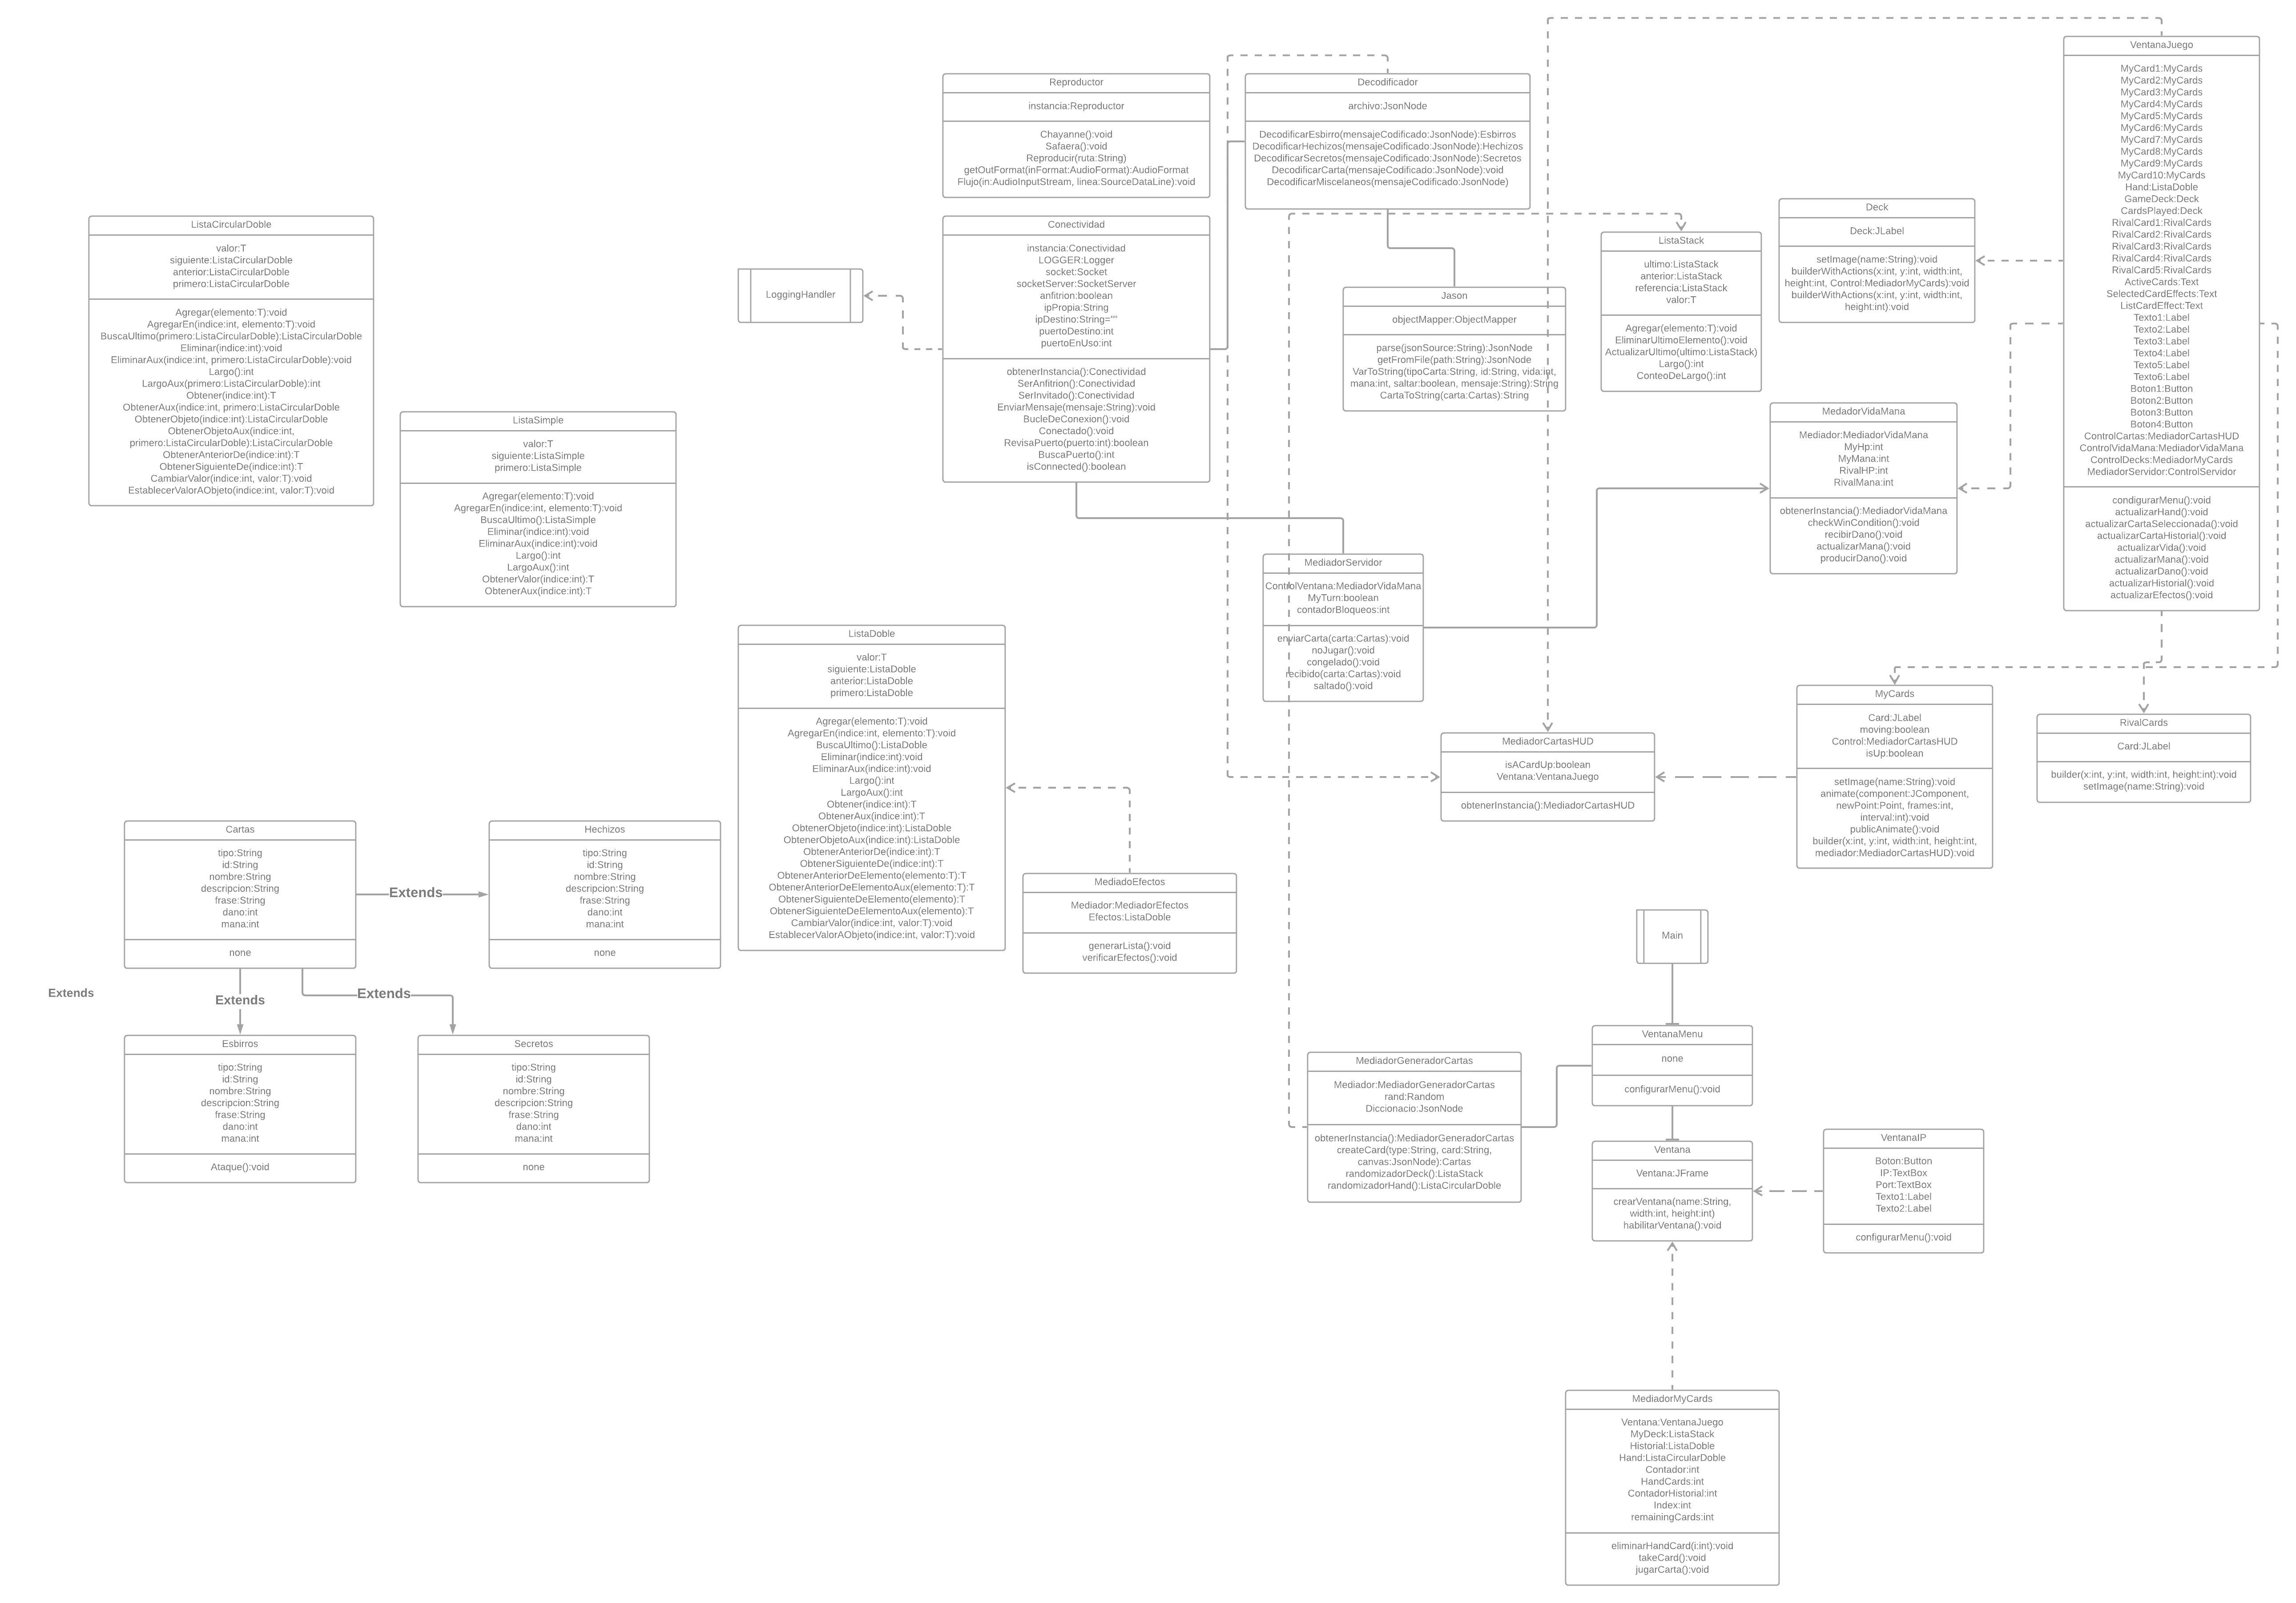 VentanaJuego
MyCard1:MyCards
MyCard2:MyCards
MyCard3:MyCards
MyCard4:MyCards
MyCard5:MyCards
MyCard6:MyCards
MyCard7:MyCards
MyCard8:MyCards
MyCard9:MyCards
MyCard10:MyCards
Hand:ListaDoble
GameDeck:Deck
CardsPlayed:Deck
RivalCard1:RivalCards
RivalCard2:RivalCards
RivalCard3:RivalCards
RivalCard4:RivalCards
RivalCard5:RivalCards
ActiveCards:Text
SelectedCardEffects:Text
ListCardEffect:Text
Texto1:Label
Texto2:Label
Texto3:Label
Texto4:Label
Texto5:Label
Texto6:Label
Boton1:Button
Boton2:Button
Boton3:Button
Boton4:Button
ControlCartas:MediadorCartasHUD
ControlVidaMana:MediadorVidaMana
ControlDecks:MediadorMyCards
MediadorServidor:ControlServidor
condigurarMenu():void
actualizarHand():void
actualizarCartaSeleccionada():void
actualizarCartaHistorial():void
actualizarVida():void
actualizarMana():void
actualizarDano():void
actualizarHistorial():void
actualizarEfectos():void
Reproductor
instancia:Reproductor
Chayanne():void
Safaera():void
Reproducir(ruta:String)
getOutFormat(inFormat:AudioFormat):AudioFormat
Flujo(in:AudioInputStream, linea:SourceDataLine):void
Decodificador
archivo:JsonNode
DecodificarEsbirro(mensajeCodificado:JsonNode):Esbirros
DecodificarHechizos(mensajeCodificado:JsonNode):Hechizos
DecodificarSecretos(mensajeCodificado:JsonNode):Secretos
DecodificarCarta(mensajeCodificado:JsonNode):void
DecodificarMiscelaneos(mensajeCodificado:JsonNode)
Deck
Deck:JLabel
setImage(name:String):void
builderWithActions(x:int, y:int, width:int,
height:int, Control:MediadorMyCards):void
builderWithActions(x:int, y:int, width:int,
height:int):void
ListaCircularDoble
valor:T
siguiente:ListaCircularDoble
anterior:ListaCircularDoble
primero:ListaCircularDoble
Agregar(elemento:T):void
AgregarEn(indice:int, elemento:T):void
BuscaUltimo(primero:ListaCircularDoble):ListaCircularDoble
Eliminar(indice:int):void
EliminarAux(indice:int, primero:ListaCircularDoble):void
Largo():int
LargoAux(primero:ListaCircularDoble):int
Obtener(indice:int):T
ObtenerAux(indice:int, primero:ListaCircularDoble
ObtenerObjeto(indice:int):ListaCircularDoble
ObtenerObjetoAux(indice:int,
primero:ListaCircularDoble):ListaCircularDoble
ObtenerAnteriorDe(indice:int):T
ObtenerSiguienteDe(indice:int):T
CambiarValor(indice:int, valor:T):void
EstablecerValorAObjeto(indice:int, valor:T):void
Conectividad
instancia:Conectividad
LOGGER:Logger
socket:Socket
socketServer:SocketServer
anfitrion:boolean
ipPropia:String
ipDestino:String=""
puertoDestino:int
puertoEnUso:int
obtenerInstancia():Conectividad
SerAnfitrion():Conectividad
SerInvitado():Conectividad
EnviarMensaje(mensaje:String):void
BucleDeConexion():void
Conectado():void
RevisaPuerto(puerto:int):boolean
BuscaPuerto():int
isConnected():boolean
LoggingHandler
ListaStack
ultimo:ListaStack
anterior:ListaStack
referencia:ListaStack
valor:T
Agregar(elemento:T):void
EliminarUltimoElemento():void
ActualizarUltimo(ultimo:ListaStack)
Largo():int
ConteoDeLargo():int
Jason
objectMapper:ObjectMapper
parse(jsonSource:String):JsonNode
getFromFile(path:String):JsonNode
VarToString(tipoCarta:String, id:String, vida:int,
mana:int, saltar:boolean, mensaje:String):String
CartaToString(carta:Cartas):String
ListaSimple
valor:T
siguiente:ListaSimple
primero:ListaSimple
Agregar(elemento:T):void
AgregarEn(indice:int, elemento:T):void
BuscaUltimo():ListaSimple
Eliminar(indice:int):void
EliminarAux(indice:int):void
Largo():int
LargoAux():int
ObtenerValor(indice:int):T
ObtenerAux(indice:int):T
MedadorVidaMana
Mediador:MediadorVidaMana
MyHp:int
MyMana:int
RivalHP:int
RivalMana:int
obtenerInstancia():MediadorVidaMana
checkWinCondition():void
recibirDano():void
actualizarMana():void
producirDano():void
MediadorServidor
ControlVentana:MediadorVidaMana
MyTurn:boolean
contadorBloqueos:int
enviarCarta(carta:Cartas):void
noJugar():void
congelado():void
recibido(carta:Cartas):void
saltado():void
ListaDoble
valor:T
siguiente:ListaDoble
anterior:ListaDoble
primero:ListaDoble
Agregar(elemento:T):void
AgregarEn(indice:int, elemento:T):void
BuscaUltimo():ListaDoble
Eliminar(indice:int):void
EliminarAux(indice:int):void
Largo():int
LargoAux():int
Obtener(indice:int):T
ObtenerAux(indice:int):T
ObtenerObjeto(indice:int):ListaDoble
ObtenerObjetoAux(indice:int):ListaDoble
ObtenerAnteriorDe(indice:int):T
ObtenerSiguienteDe(indice:int):T
ObtenerAnteriorDeElemento(elemento:T):T
ObtenerAnteriorDeElementoAux(elemento:T):T
ObtenerSiguienteDeElemento(elemento):T
ObtenerSiguienteDeElementoAux(elemento):T
CambiarValor(indice:int, valor:T):void
EstablecerValorAObjeto(indice:int, valor:T):void
MyCards
Card:JLabel
moving:boolean
Control:MediadorCartasHUD
isUp:boolean
setImage(name:String):void
animate(component:JComponent,
newPoint:Point, frames:int,
interval:int):void
publicAnimate():void
builder(x:int, y:int, width:int, height:int,
mediador:MediadorCartasHUD):void
RivalCards
Card:JLabel
builder(x:int, y:int, width:int, height:int):void
setImage(name:String):void
MediadorCartasHUD
isACardUp:boolean
Ventana:VentanaJuego
obtenerInstancia():MediadorCartasHUD
Cartas
tipo:String
id:String
nombre:String
descripcion:String
frase:String
dano:int
mana:int
none
Extends
Hechizos
tipo:String
id:String
nombre:String
descripcion:String
frase:String
dano:int
mana:int
none
MediadoEfectos
Mediador:MediadorEfectos
Efectos:ListaDoble
generarLista():void
verificarEfectos():void
Main
Extends
Extends
Extends
Esbirros
tipo:String
id:String
nombre:String
descripcion:String
frase:String
dano:int
mana:int
Ataque():void
Secretos
tipo:String
id:String
nombre:String
descripcion:String
frase:String
dano:int
mana:int
none
VentanaMenu
none
configurarMenu():void
MediadorGeneradorCartas
Mediador:MediadorGeneradorCartas
rand:Random
Diccionacio:JsonNode
obtenerInstancia():MediadorGeneradorCartas
createCard(type:String, card:String,
canvas:JsonNode):Cartas
randomizadorDeck():ListaStack
randomizadorHand():ListaCircularDoble
Ventana
Ventana:JFrame
crearVentana(name:String,
width:int, height:int)
habilitarVentana():void
VentanaIP
Boton:Button
IP:TextBox
Port:TextBox
Texto1:Label
Texto2:Label
configurarMenu():void
MediadorMyCards
Ventana:VentanaJuego
MyDeck:ListaStack
Historial:ListaDoble
Hand:ListaCircularDoble
Contador:int
HandCards:int
ContadorHistorial:int
Index:int
remainingCards:int
eliminarHandCard(i:int):void
takeCard():void
jugarCarta():void